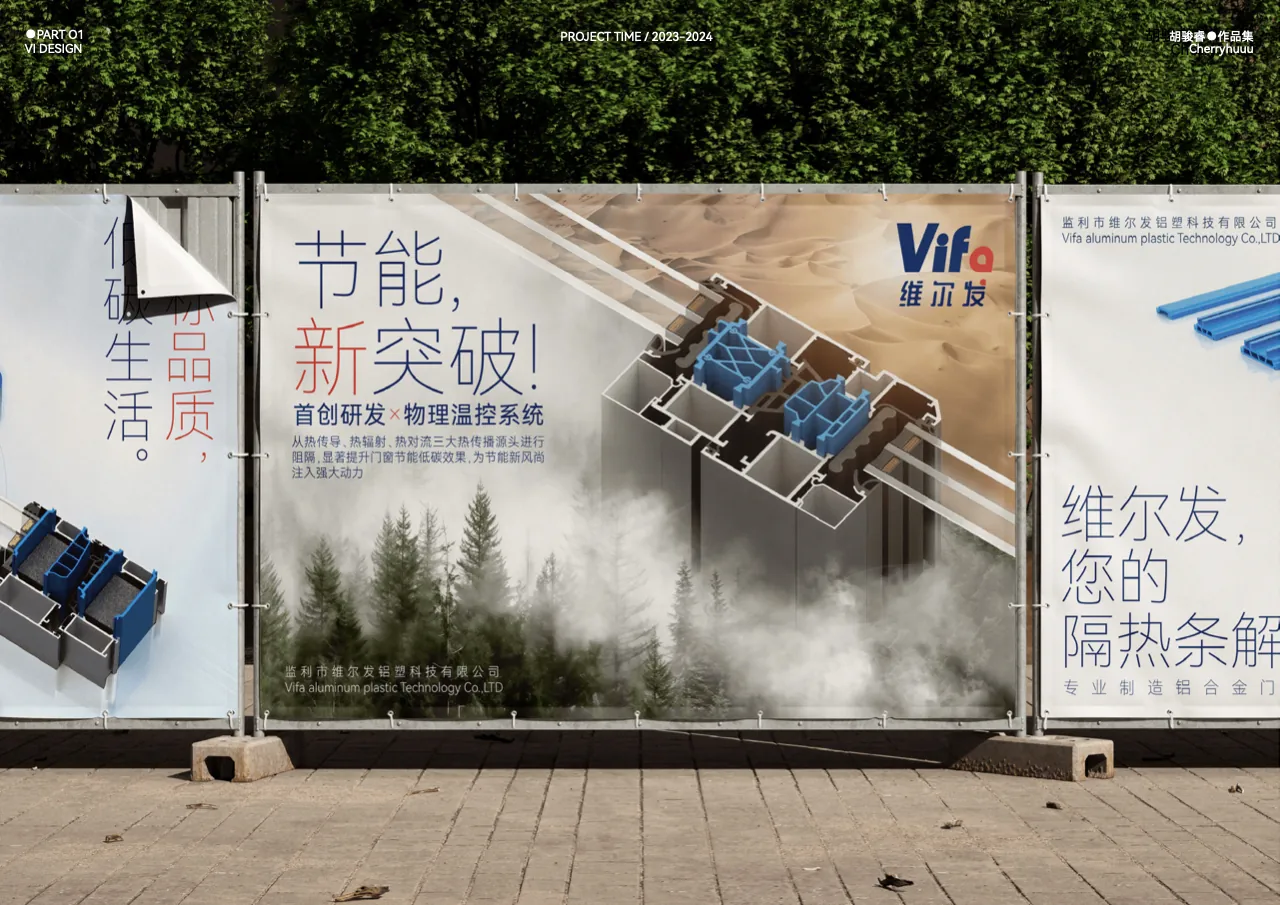 ●PART 01
VI DESIGN
PROJECT TIME / 2023-2024
胡骏睿●作品集
Cherryhuuu
品质，
低碳生活。
节能，
新突破！
首创研发×物理温控系统
从热传导、热辐射、热对流三大热传播源头进行
阻隔，显著提升门窗节能低碳效果，为节能新风尚
注入强大动力
监利市维尔发铝塑科技有限公司
Vifa aluminum plastic Technology Co.,LTD
Vifa
维尔发
监利市维尔发铝塑科技有限公司
Vifa aluminum plastic Technology Co.,LTD
维尔发，
您的
隔热条解
专业制造铝合金门